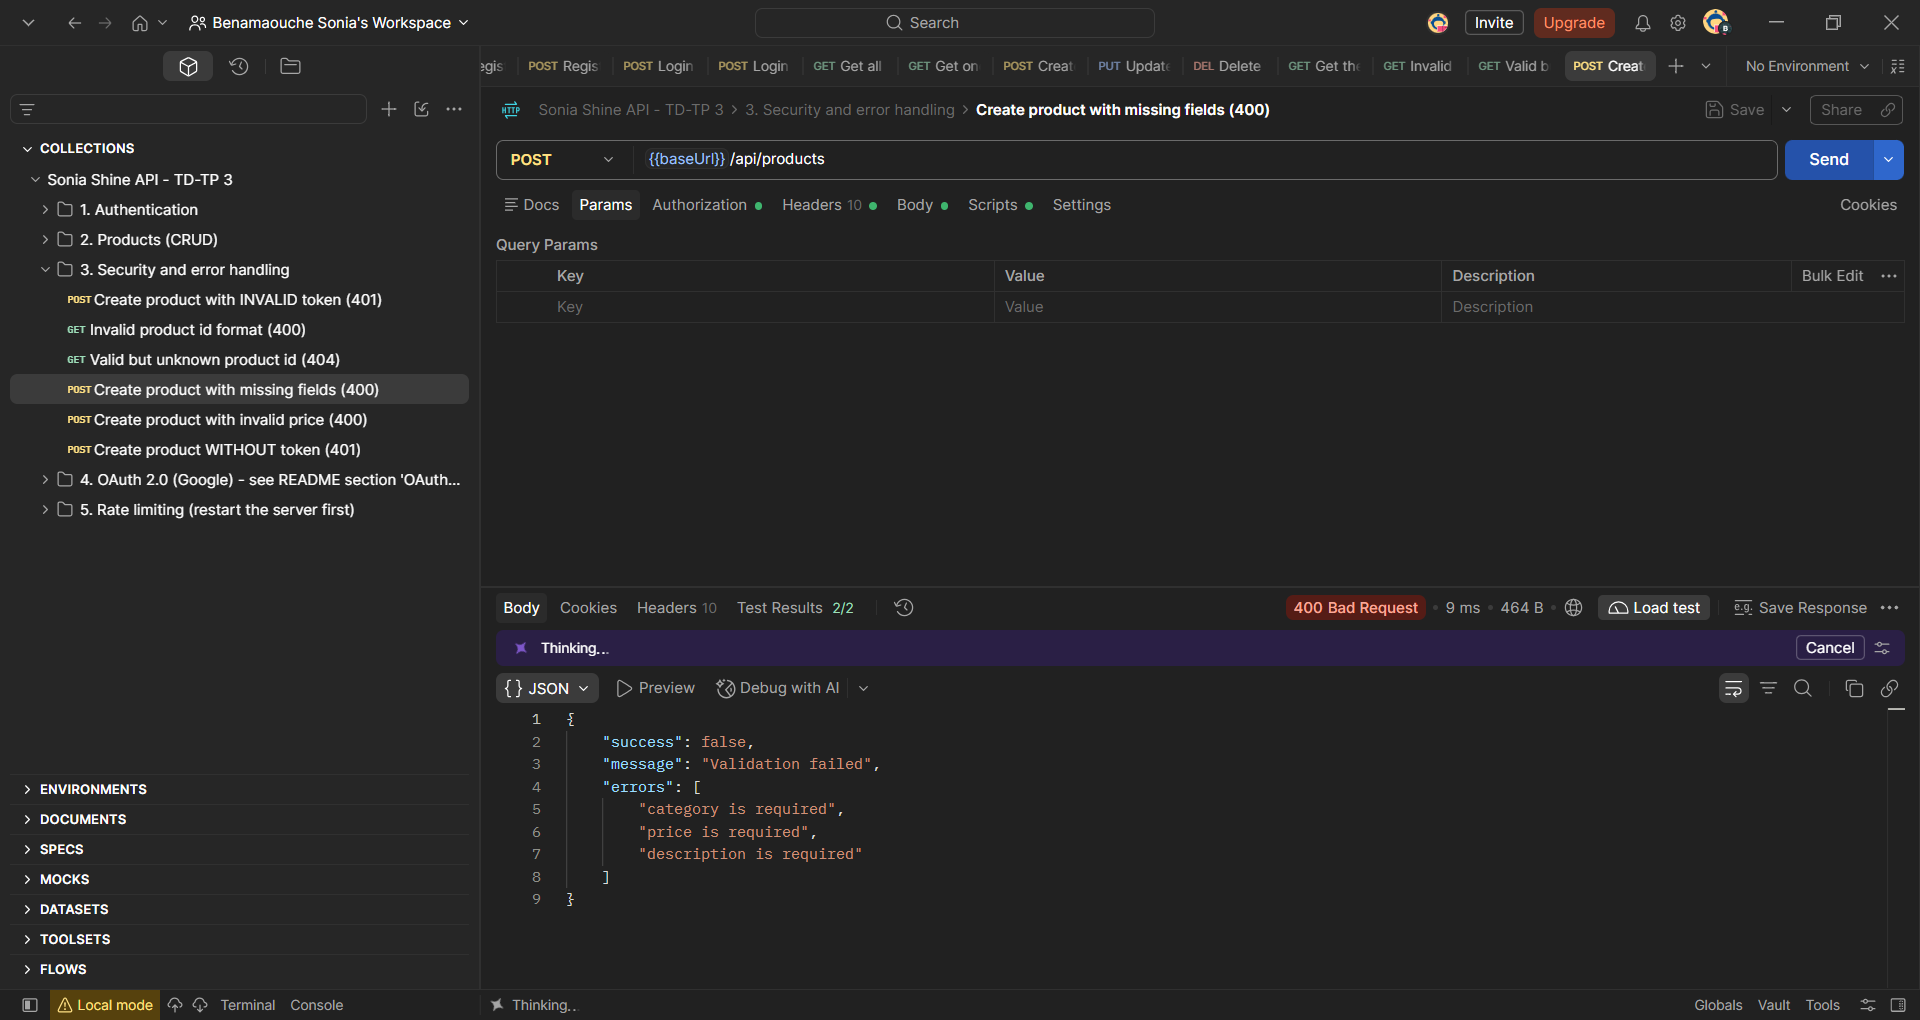 Benamaouche Sonia's Workspace
Search
Invite
Upgrade
egis
POST Regis
POST Login
POST Login
GET Get all
GET Get on
POST Creat
PUT Update
DEL Delete
GET Get the
GET Invalid
GET Valid b
POST Creat
No Environment
HTTP
Sonia Shine API - TD-TP 3 > 3. Security and error handling > Create product with missing fields (400)
Save
Share
COLLECTIONS
Sonia Shine API - TD-TP 3
1. Authentication
2. Products (CRUD)
3. Security and error handling
POST Create product with INVALID token (401)
GET Invalid product id format (400)
GET Valid but unknown product id (404)
POST Create product with missing fields (400)
POST Create product with invalid price (400)
POST Create product WITHOUT token (401)
4. OAuth 2.0 (Google) - see README section 'OAuth...
5. Rate limiting (restart the server first)
ENVIRONMENTS
DOCUMENTS
SPECS
MOCKS
DATASETS
TOOLSETS
FLOWS
POST
{{baseUrl}} /api/products
Send
Docs
Params
Authorization
Headers 10
Body
Scripts
Settings
Cookies
Query Params
Key
Value
Description
Bulk Edit
Key
Value
Description
Body
Cookies
Headers 10
Test Results 2/2
400 Bad Request
9 ms
464 B
Load test
e.g. Save Response
Thinking...
Cancel
{} JSON
Preview
Debug with AI
1 {
2 "success": false,
3 "message": "Validation failed",
4 "errors": [
5 "category is required",
6 "price is required",
7 "description is required"
8 ]
9 }
Local mode
Terminal
Console
Thinking...
Globals
Vault
Tools